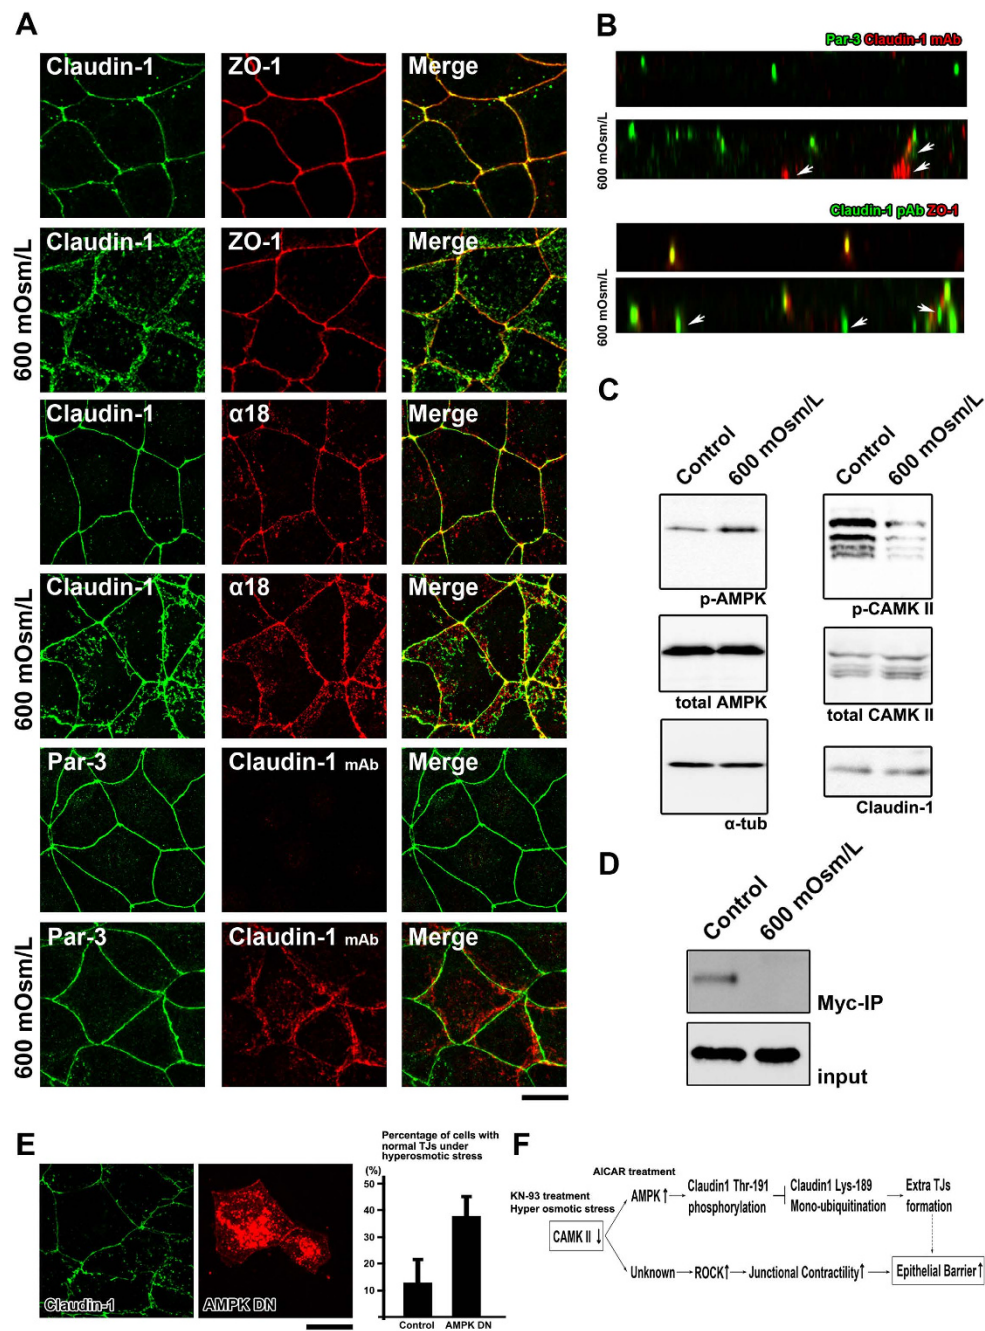 A
Claudin-1 ZO-1 Merge
600 mOsm/L
Claudin-1 ZO-1 Merge
Claudin-1 α18 Merge
600 mOsm/L
Claudin-1 α18 Merge
Par-3 Claudin-1 mAb Merge
600 mOsm/L
Par-3 Claudin-1 mAb Merge
B
Par-3 Claudin-1 mAb
600 mOsm/L
Claudin-1 pAb ZO-1
600 mOsm/L
C
Control 600 mOsm/L
p-AMPK
total AMPK
α-tub
Control 600 mOsm/L
p-CAMK II
total CAMK II
Claudin-1
D
Control 600 mOsm/L
Myc-IP
input
E
Claudin-1
AMPK DN
Percentage of cells with
normal TJs under
hyperosmotic stress
(%)
50
40
30
20
10
Control AMPK DN
F
AICAR treatment
KN-93 treatment
Hyper osmotic stress
CAMK II ↓
AMPK↑
Claudin1 Thr-191
phosphorylation
Claudin1 Lys-189
Mono-ubiquitination
Extra TJs
formation
Unknown
ROCK↑
Junctional Contractility↑
Epithelial Barrier↑